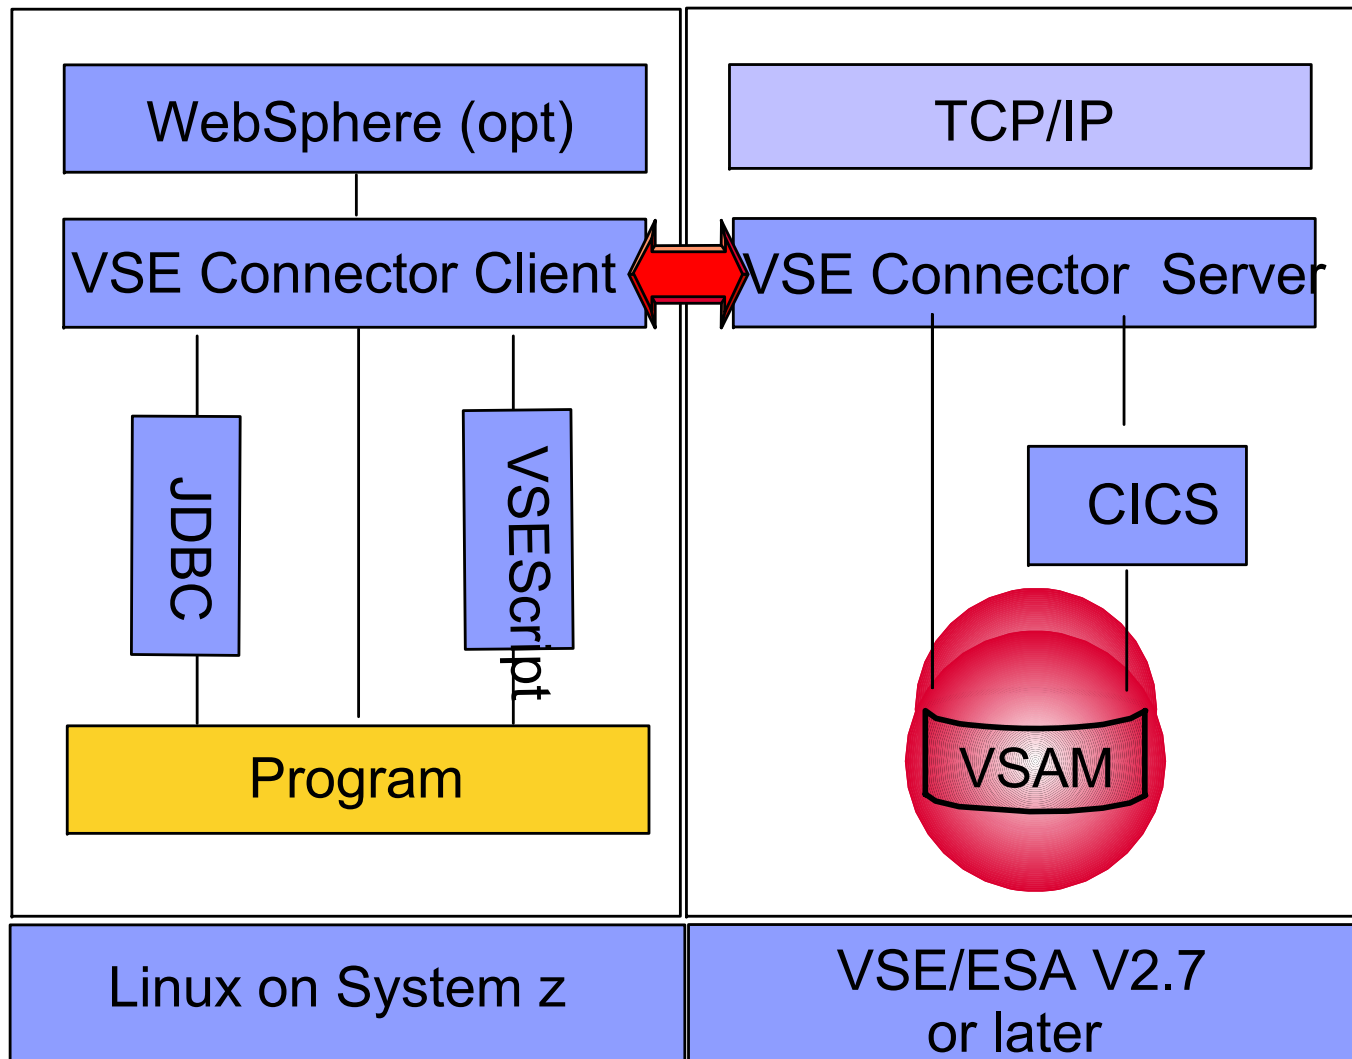 WebSphere (opt)
TCP/IP
VSE Connector Client
VSE Connector Server
JDBC
VSEScript
CICS
VSAM
Program
Linux on System z
VSE/ESA V2.7
or later